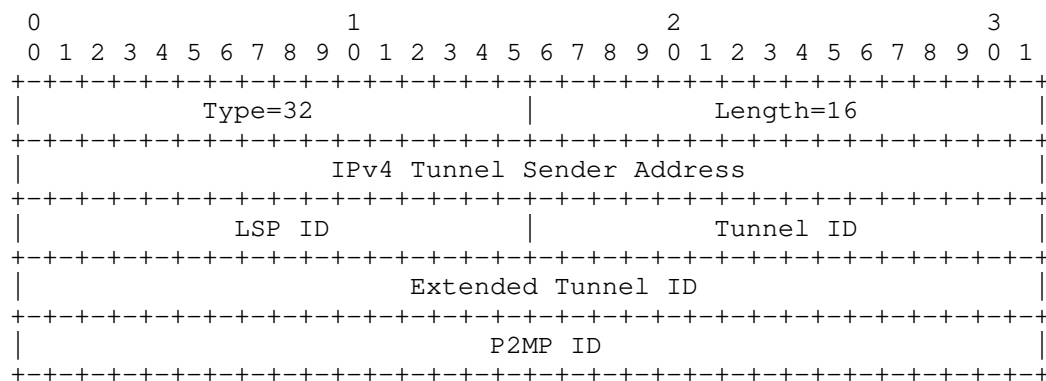 0                   1                   2                   3
 0 1 2 3 4 5 6 7 8 9 0 1 2 3 4 5 6 7 8 9 0 1 2 3 4 5 6 7 8 9 0 1
+-+-+-+-+-+-+-+-+-+-+-+-+-+-+-+-+-+-+-+-+-+-+-+-+-+-+-+-+-+-+-+-+
|           Type=32             |           Length=16           |
+-+-+-+-+-+-+-+-+-+-+-+-+-+-+-+-+-+-+-+-+-+-+-+-+-+-+-+-+-+-+-+-+
|                   IPv4 Tunnel Sender Address                  |
+-+-+-+-+-+-+-+-+-+-+-+-+-+-+-+-+-+-+-+-+-+-+-+-+-+-+-+-+-+-+-+-+
|             LSP ID            |           Tunnel ID           |
+-+-+-+-+-+-+-+-+-+-+-+-+-+-+-+-+-+-+-+-+-+-+-+-+-+-+-+-+-+-+-+-+
|                        Extended Tunnel ID                     |
+-+-+-+-+-+-+-+-+-+-+-+-+-+-+-+-+-+-+-+-+-+-+-+-+-+-+-+-+-+-+-+-+
|                             P2MP ID                           |
+-+-+-+-+-+-+-+-+-+-+-+-+-+-+-+-+-+-+-+-+-+-+-+-+-+-+-+-+-+-+-+-+